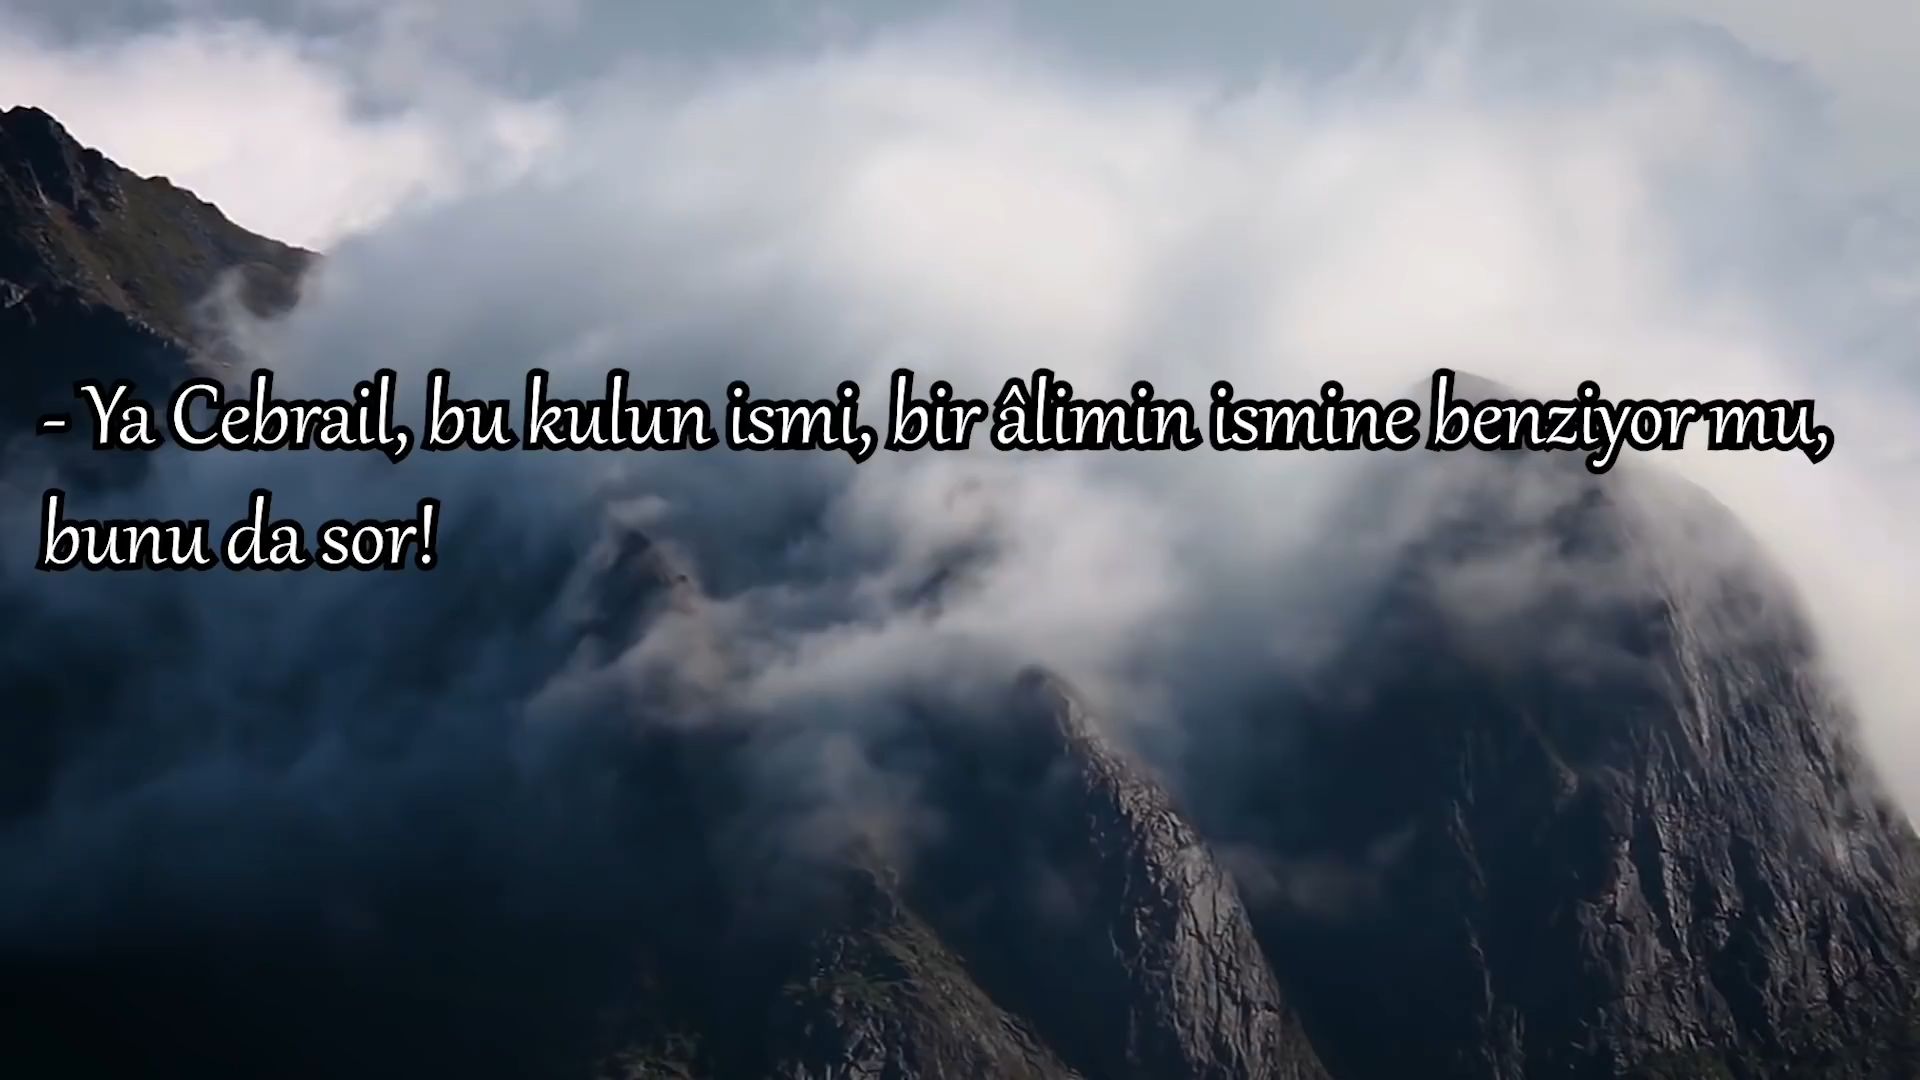 - Ya Cebrail, bu kulun ismi, bir âlimin ismine benziyor mu,
bunu da sor!